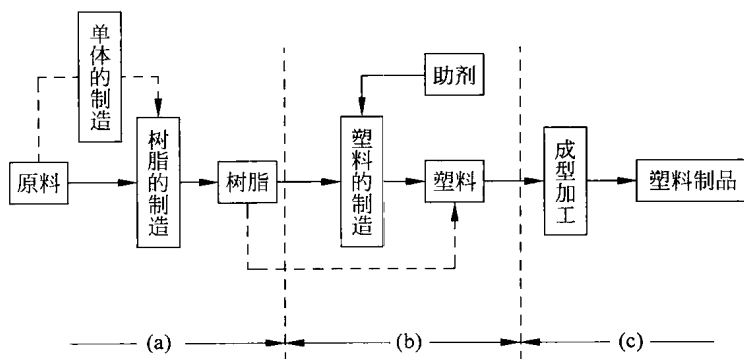 单体的制造
助剂
原料
树脂的制造
树脂
塑料的制造
塑料
成型加工
塑料制品
(a)
(b)
(c)